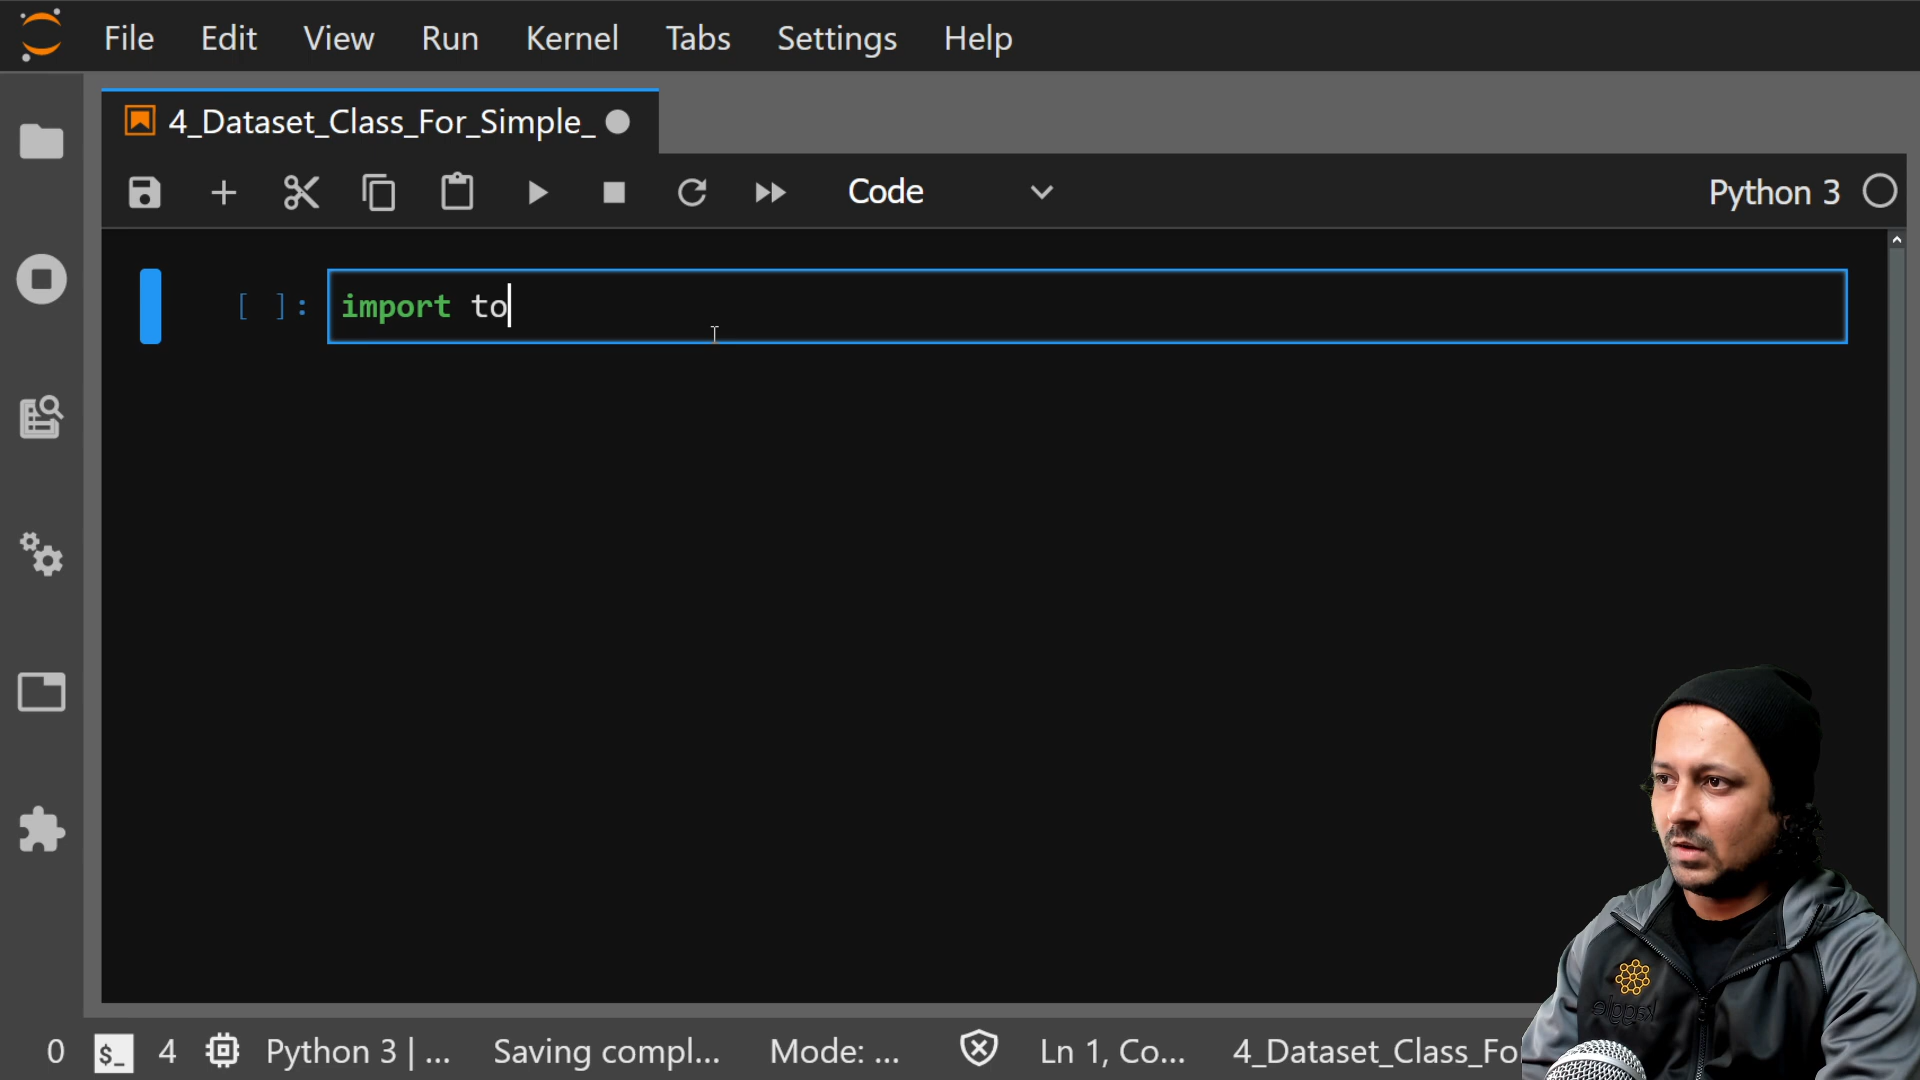 File Edit View Run Kernel Tabs Settings Help
4_Dataset_Class_For_Simple_
Code
Python 3
[ ]: import to
0 $_ 4 Python 3 | ... Saving compl... Mode: ... Ln 1, Co... 4_Dataset_Class_Fo
kaggle